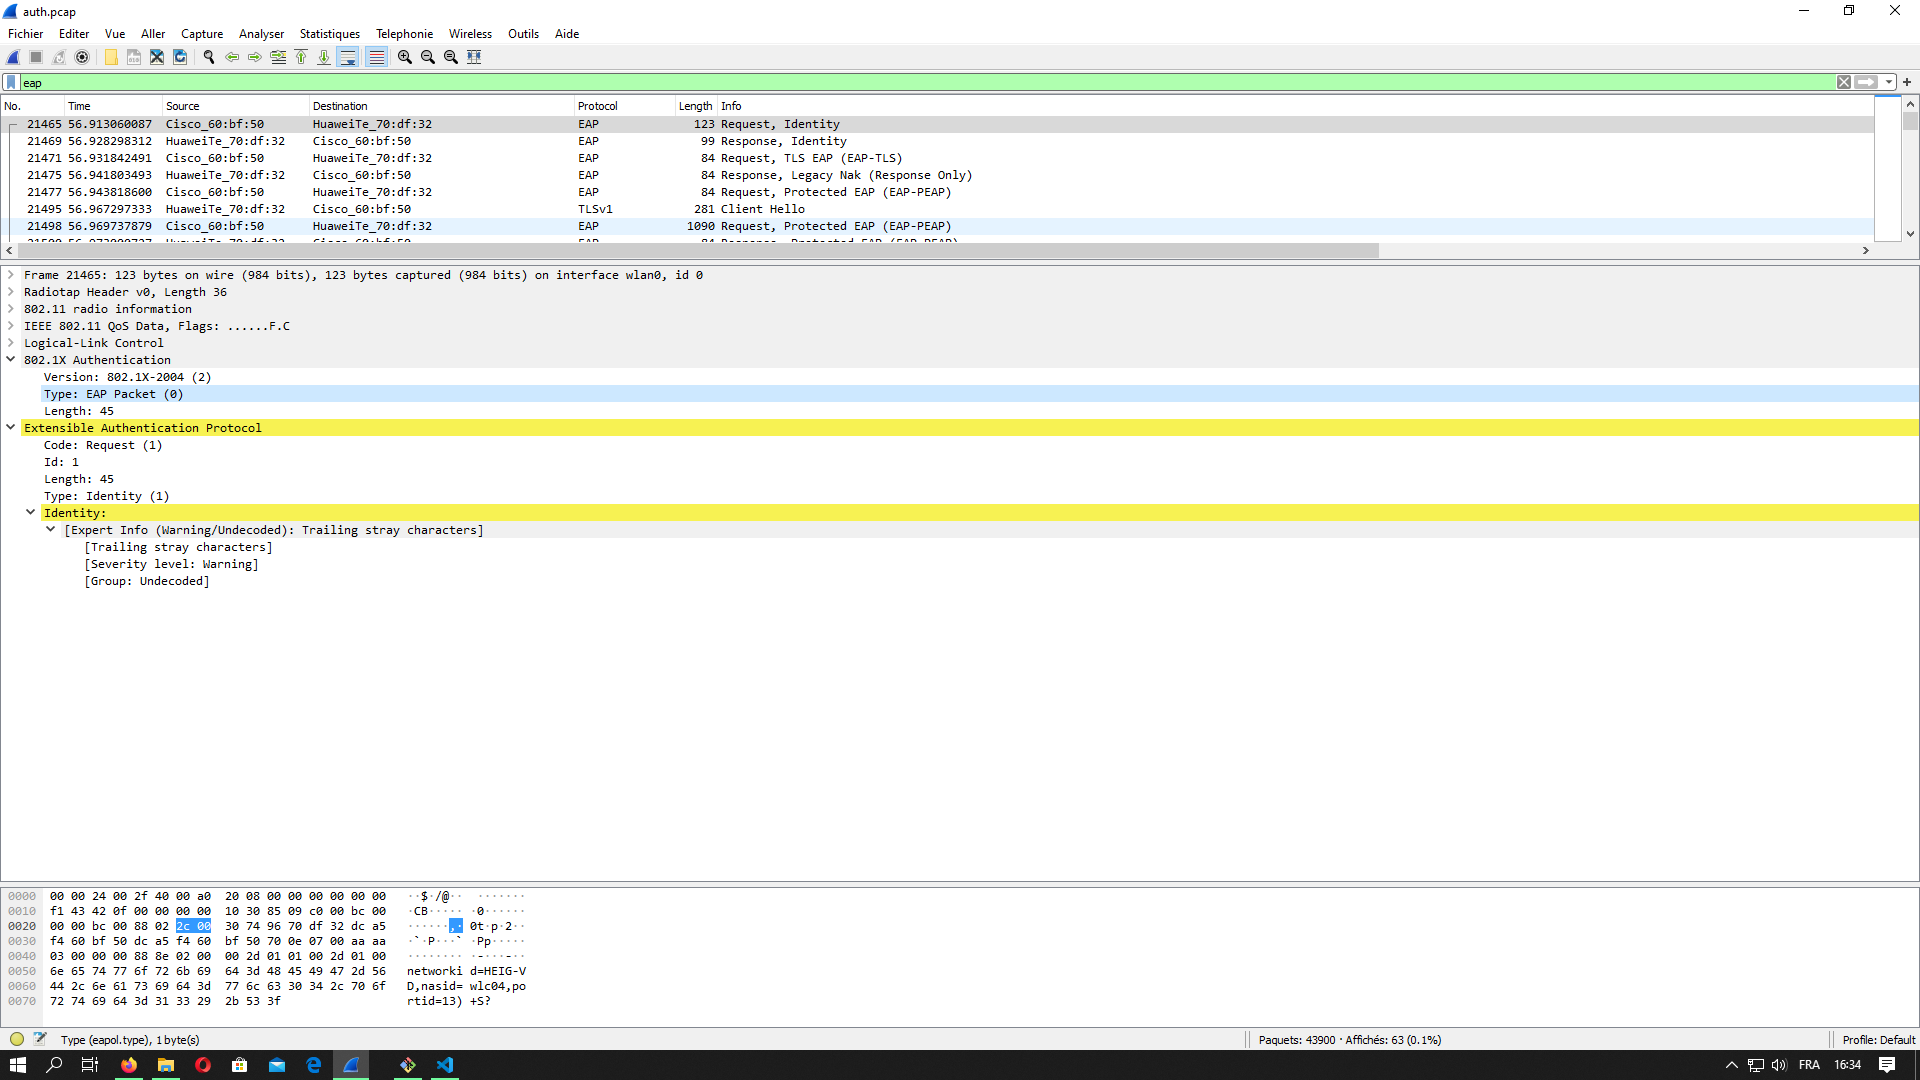 auth.pcap
Fichier Editer Vue Aller Capture Analyser Statistiques Telephonie Wireless Outils Aide
eap
No. Time Source Destination Protocol Length Info
21465 56.913060087 Cisco_60:bf:50 HuaweiTe_70:df:32 EAP 123 Request, Identity
21469 56.928298312 HuaweiTe_70:df:32 Cisco_60:bf:50 EAP 99 Response, Identity
21471 56.931842491 Cisco_60:bf:50 HuaweiTe_70:df:32 EAP 84 Request, TLS EAP (EAP-TLS)
21475 56.941803493 HuaweiTe_70:df:32 Cisco_60:bf:50 EAP 84 Response, Legacy Nak (Response Only)
21477 56.943818600 Cisco_60:bf:50 HuaweiTe_70:df:32 EAP 84 Request, Protected EAP (EAP-PEAP)
21495 56.967297333 HuaweiTe_70:df:32 Cisco_60:bf:50 TLSv1 281 Client Hello
21498 56.969737879 Cisco_60:bf:50 HuaweiTe_70:df:32 EAP 1090 Request, Protected EAP (EAP-PEAP)
Frame 21465: 123 bytes on wire (984 bits), 123 bytes captured (984 bits) on interface wlan0, id 0
Radiotap Header v0, Length 36
802.11 radio information
IEEE 802.11 QoS Data, Flags: ......F.C
Logical-Link Control
802.1X Authentication
Version: 802.1X-2004 (2)
Type: EAP Packet (0)
Length: 45
Extensible Authentication Protocol
Code: Request (1)
Id: 1
Length: 45
Type: Identity (1)
Identity:
[Expert Info (Warning/Undecoded): Trailing stray characters]
[Trailing stray characters]
[Severity level: Warning]
[Group: Undecoded]
0000 00 00 24 00 2f 40 00 a0 20 08 00 00 00 00 00 00 ··$·/@·· ·······
0010 f1 43 42 0f 00 00 00 00 10 30 85 09 c0 00 bc 00 ·CB····· ·0······
0020 00 00 bc 00 88 02 2c 00 30 74 96 70 df 32 dc a5 ······,· 0t·p·2··
0030 f4 60 bf 50 dc a5 f4 60 bf 50 70 0e 07 00 aa aa ·`·P···` ·Pp·····
0040 03 00 00 00 88 8e 02 00 00 2d 01 01 00 2d 01 00 ········ ·-···-··
0050 6e 65 74 77 6f 72 6b 69 64 3d 48 45 49 47 2d 56 networki d=HEIG-V
0060 44 2c 6e 61 73 69 64 3d 77 6c 63 30 34 2c 70 6f D,nasid= wlc04,po
0070 72 74 69 64 3d 31 33 29 2b 53 3f rtid=13) +S?
Type (eapol.type), 1 byte(s) Paquets: 43900 · Affichés: 63 (0.1%) Profile: Default
FRA 16:34